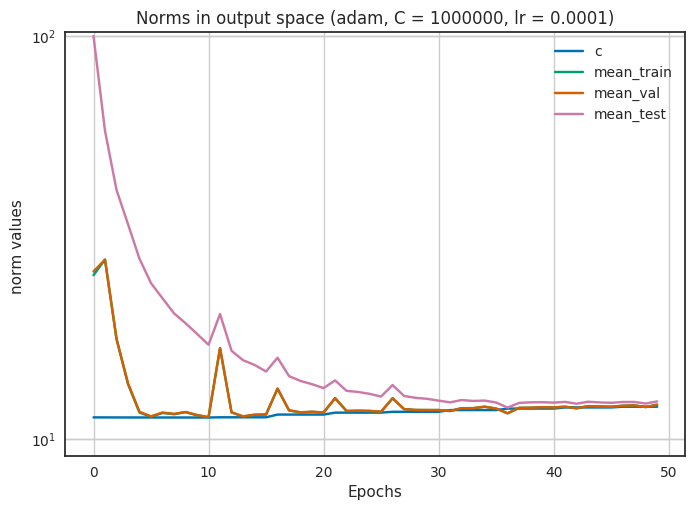 Norms in output space (adam, C = 1000000, lr = 0.0001)
10²
c
mean_train
mean_val
mean_test
norm values
10¹
0 10 20 30 40 50
Epochs